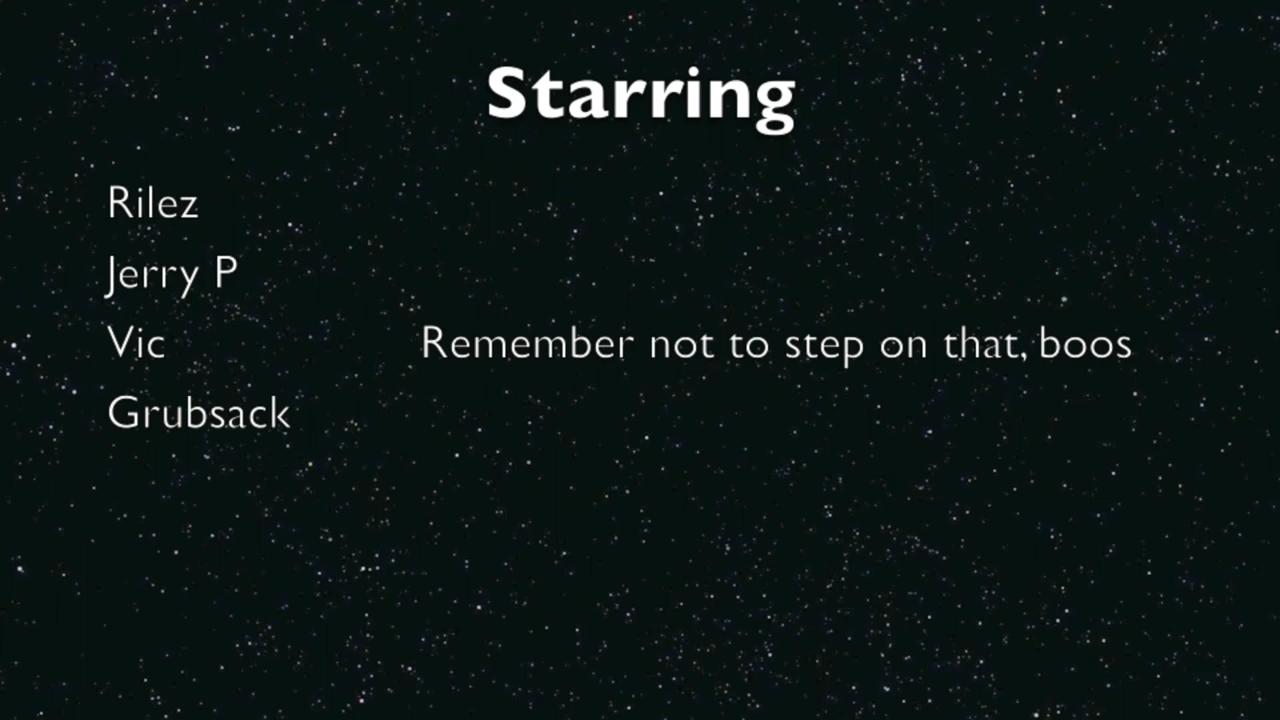 Starring
Rilez
Jerry P
Vic Remember not to step on that, boos
Grubsack